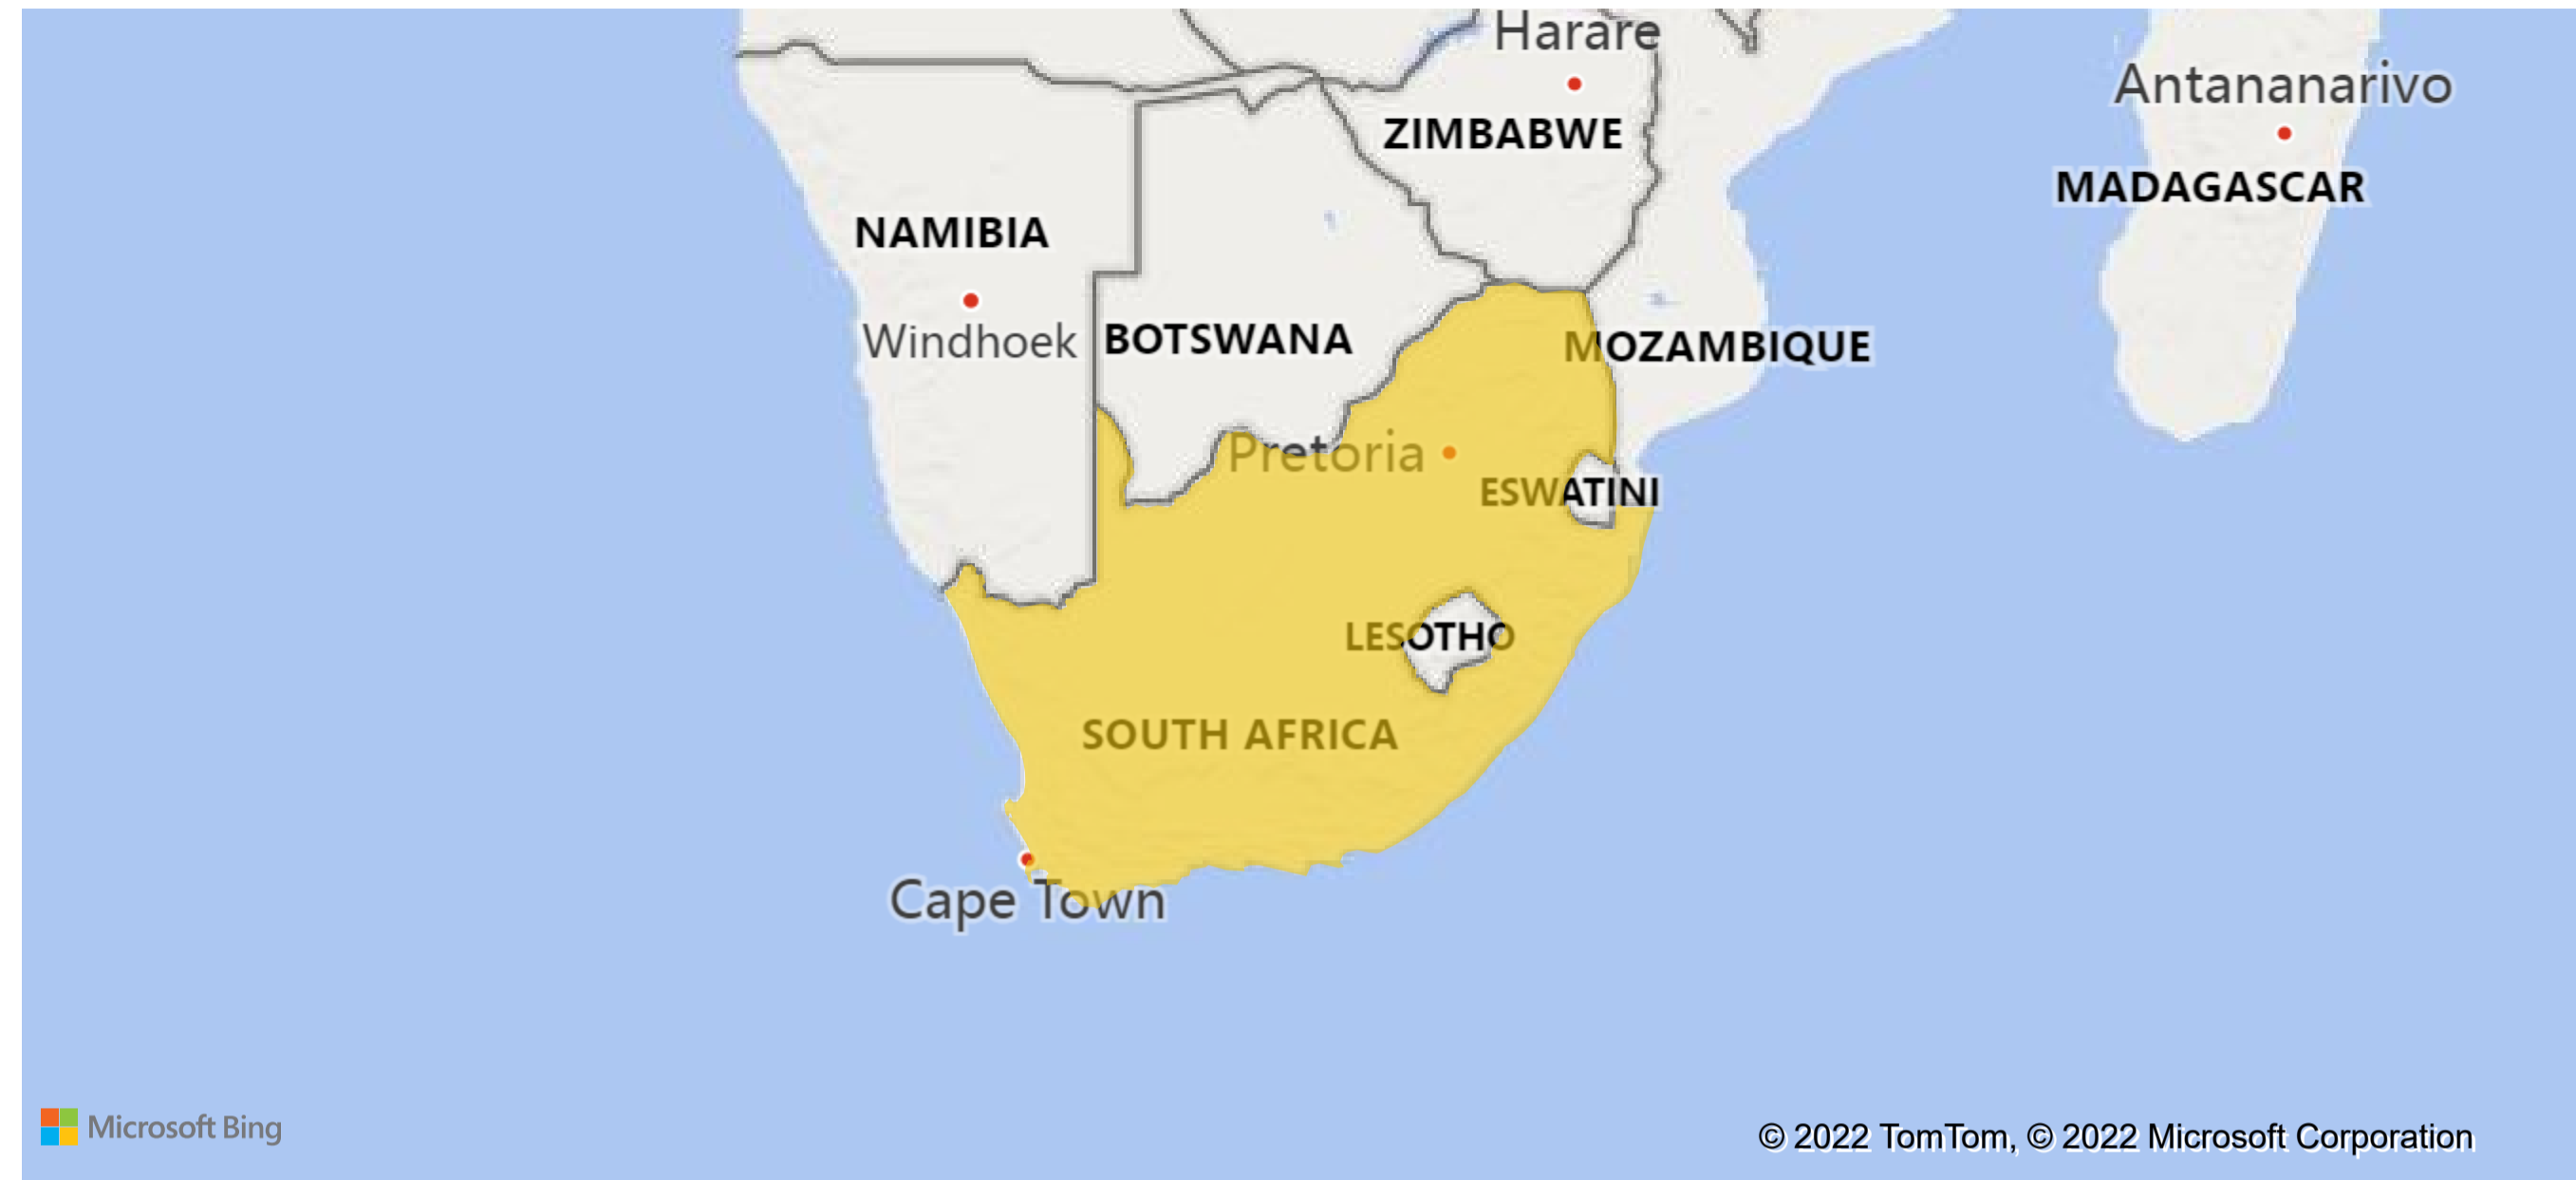 Harare
Antananarivo
ZIMBABWE
MADAGASCAR
NAMIBIA
Windhoek
BOTSWANA
MOZAMBIQUE
Pretoria
ESWATINI
LESOTHO
SOUTH AFRICA
Cape Town
Microsoft Bing
© 2022 TomTom, © 2022 Microsoft Corporation